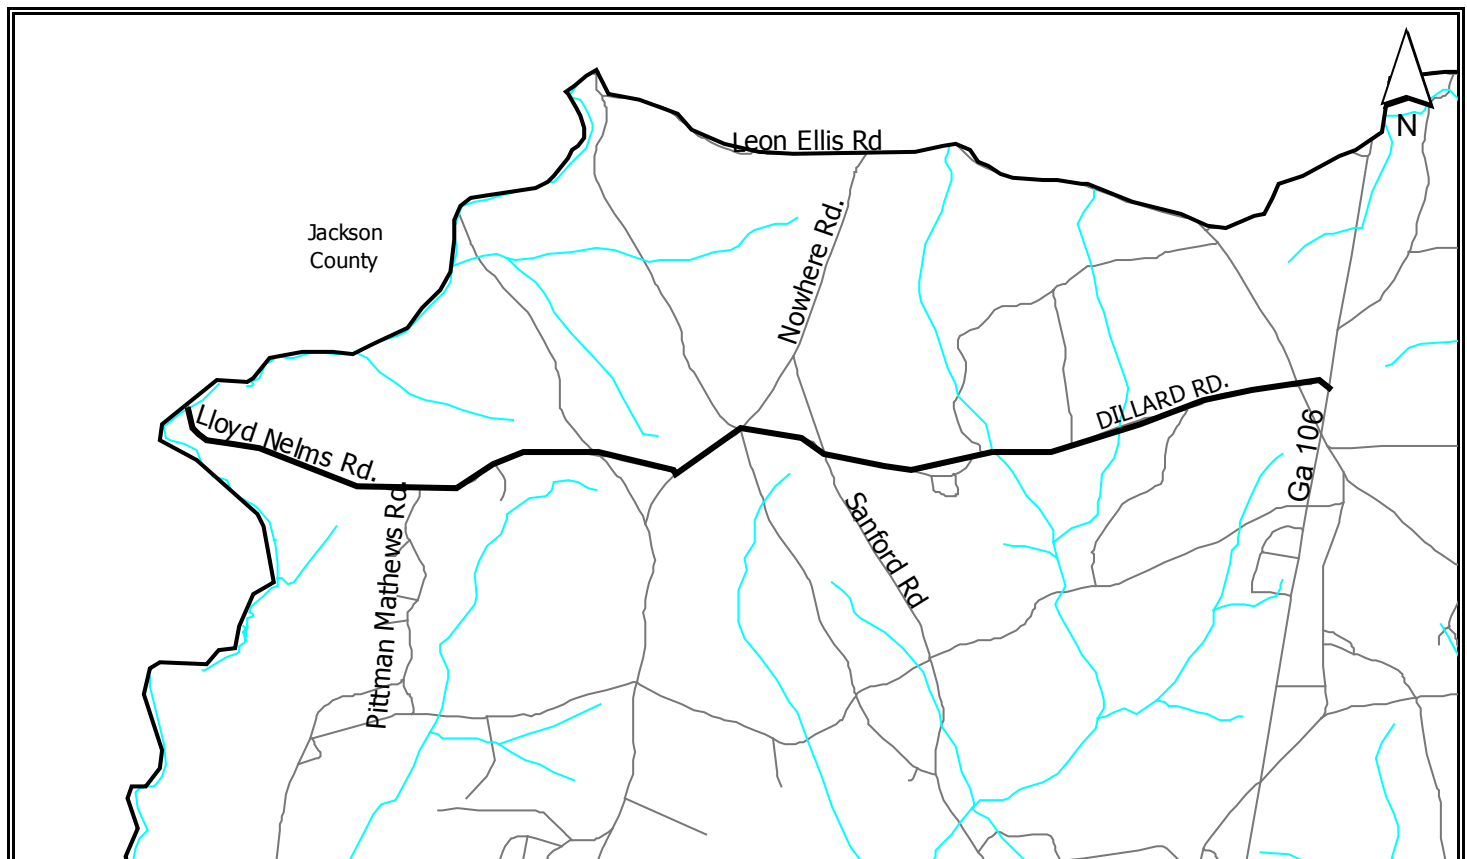 N
Leon Ellis Rd
Jackson
County
Nowhere Rd.
DILLARD RD.
Lloyd Nelms Rd.
Ga 106
Pittman Mathews Rd.
Sanford Rd